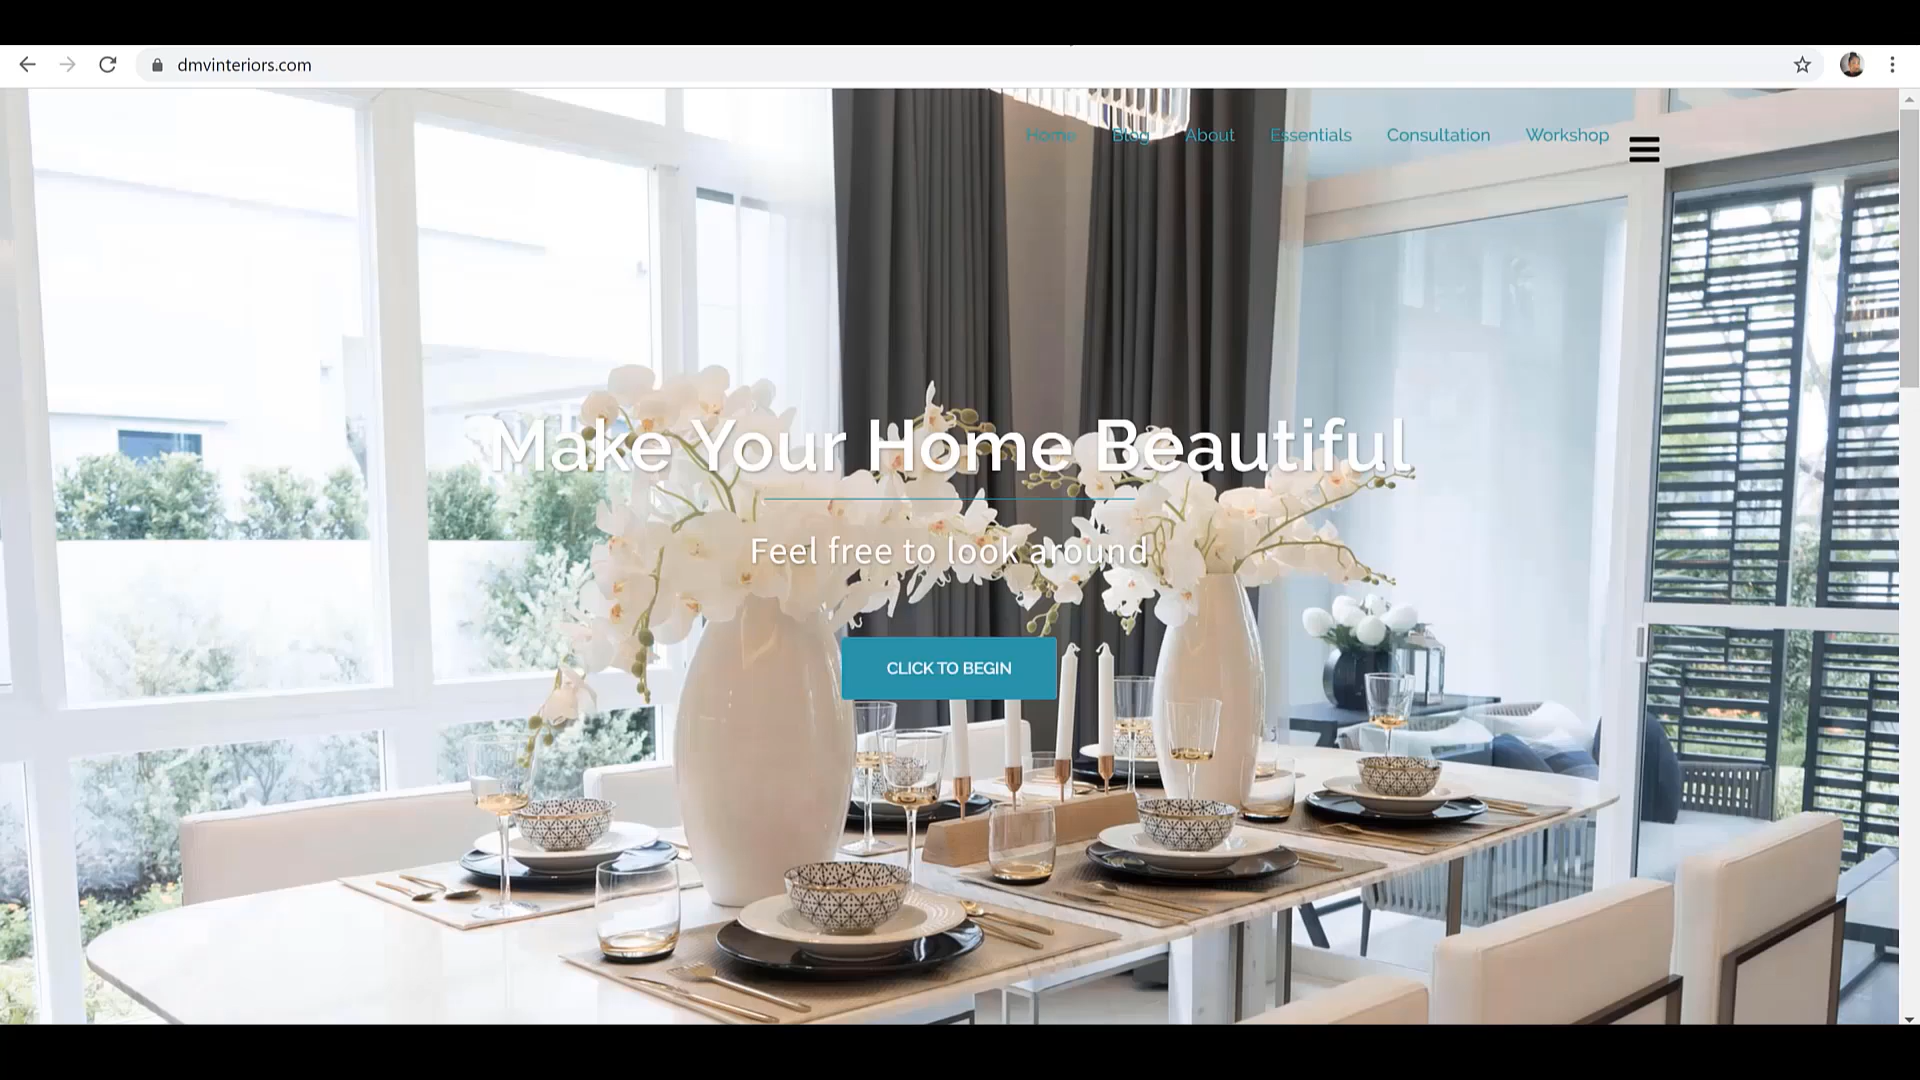 dmvinteriors.com
Home Blog About Essentials Consultation Workshop
Make Your Home Beautiful
Feel free to look around
CLICK TO BEGIN